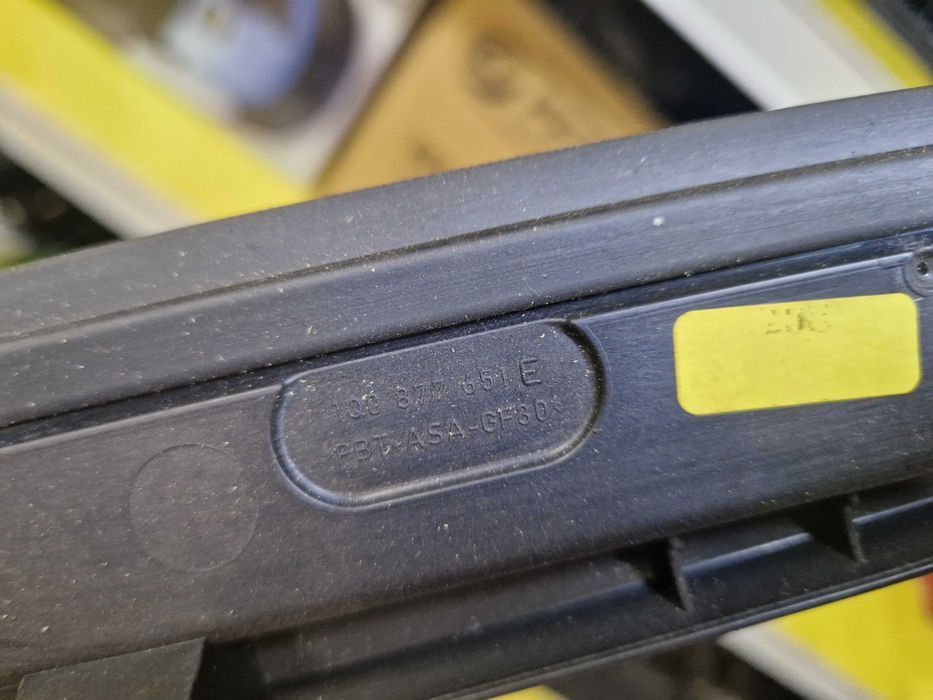 1Q0 877 651 E
PBT-ASA-GF30<